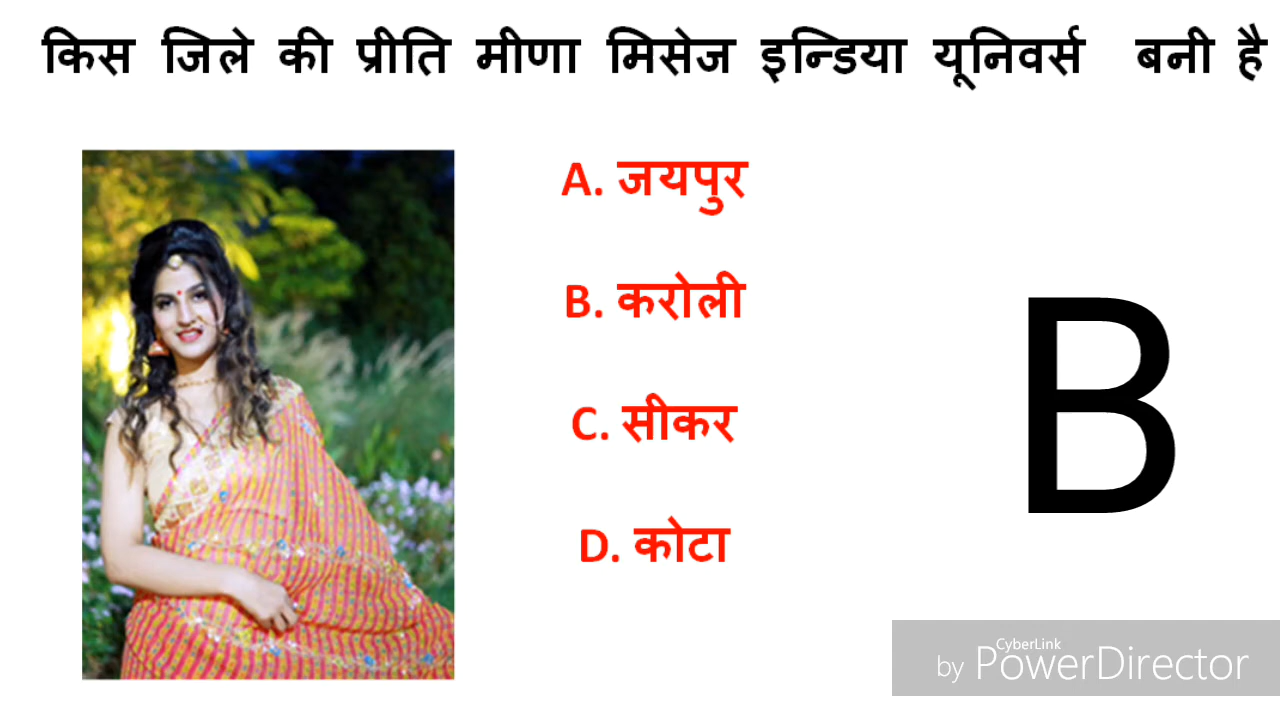 किस जिले की प्रीति मीणा मिसेज इन्डिया यूनिवर्स बनी है
A. जयपुर
B. करोली
C. सीकर
D. कोटा
B
CyberLink
by PowerDirector